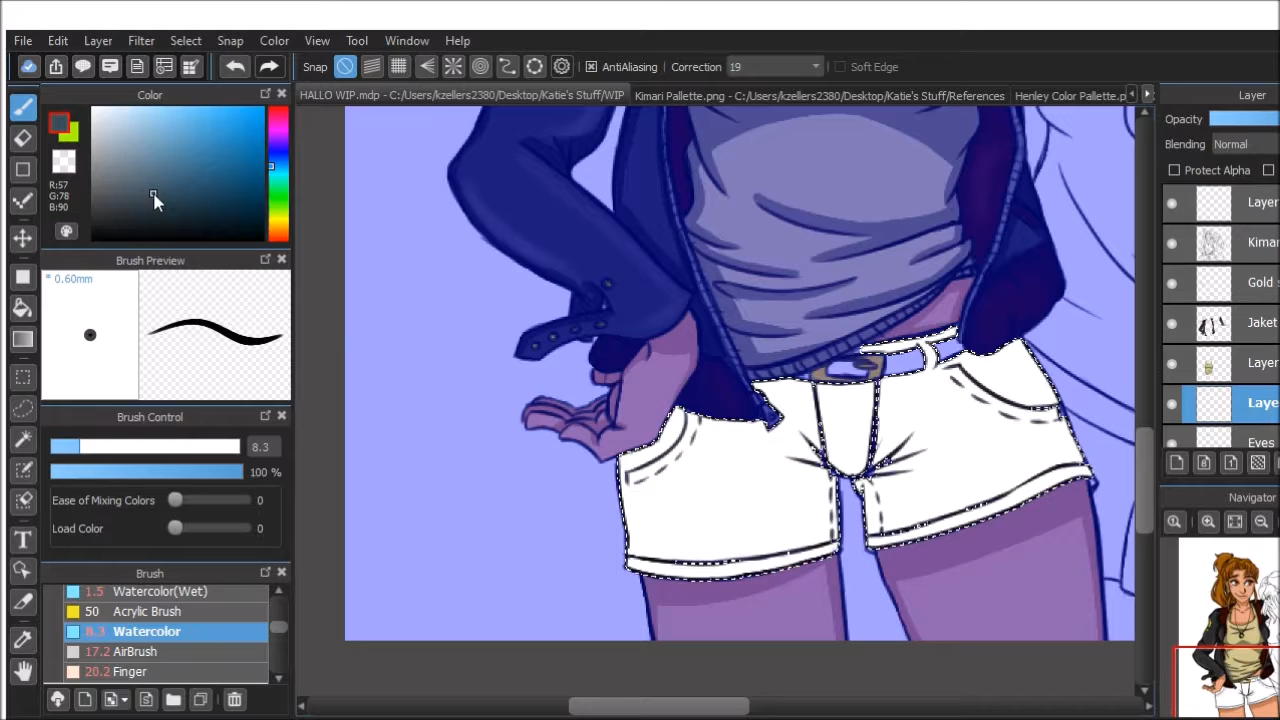 File Edit Layer Filter Select Snap Color View Tool Window Help
Snap AntiAliasing Correction 19 Soft Edge
Color
HALLO WIP.mdp - C:/Users/kzellers2380/Desktop/Katie's Stuff/WIP Kimari Pallette.png - C:/Users/kzellers2380/Desktop/Katie's Stuff/References Henley Color Pallette.p
Layer
Opacity
Blending Normal
Protect Alpha
R:57
G:78
B:90
Layer
Kimar
Gold s
Jaket
Layer
Laye
Eyes
Brush Preview
* 0.60mm
Brush Control
8.3
100 %
Ease of Mixing Colors 0
Load Color 0
Navigator
Brush
1.5 Watercolor(Wet)
50 Acrylic Brush
8.3 Watercolor
17.2 AirBrush
20.2 Finger